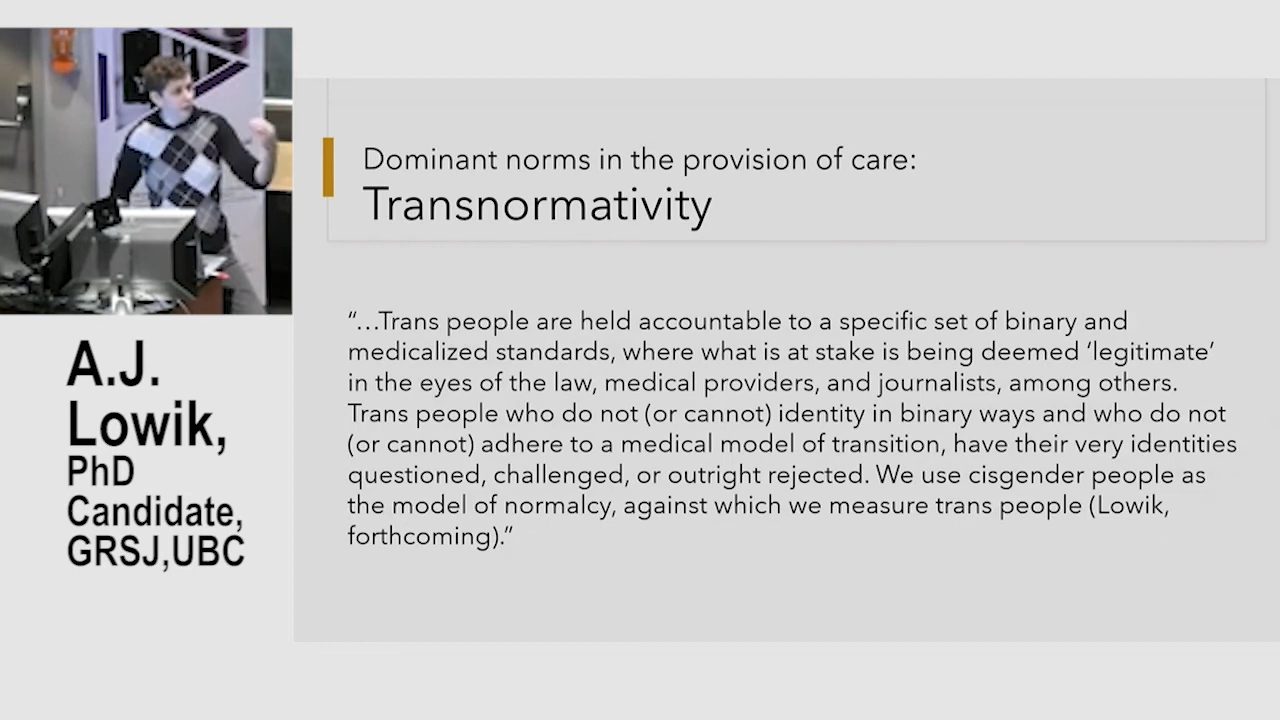 Dominant norms in the provision of care:
Transnormativity
“...Trans people are held accountable to a specific set of binary and
medicalized standards, where what is at stake is being deemed ‘legitimate’
in the eyes of the law, medical providers, and journalists, among others.
Trans people who do not (or cannot) identity in binary ways and who do not
(or cannot) adhere to a medical model of transition, have their very identities
questioned, challenged, or outright rejected. We use cisgender people as
the model of normalcy, against which we measure trans people (Lowik,
forthcoming).”
A.J.
Lowik,
PhD
Candidate,
GRSJ,UBC